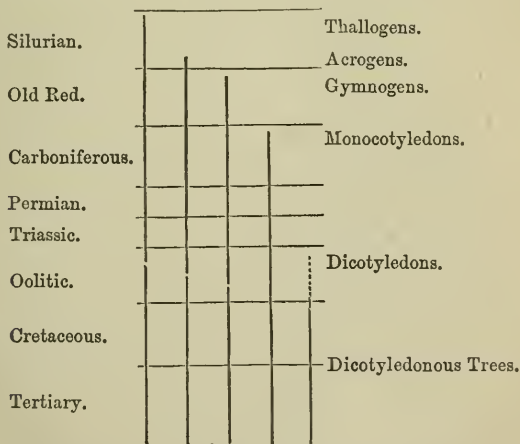 Thallogens.
Silurian.
Acrogens.
Gymnogens.
Old Red.
Monocotyledons.
Carboniferous.
Permian.
Triassic.
Dicotyledons.
Oolitic.
Cretaceous.
Dicotyledonous Trees.
Tertiary.